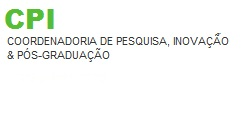 CPI
COORDENADORIA DE PESQUISA, INOVAÇÃO
& PÓS-GRADUAÇÃO